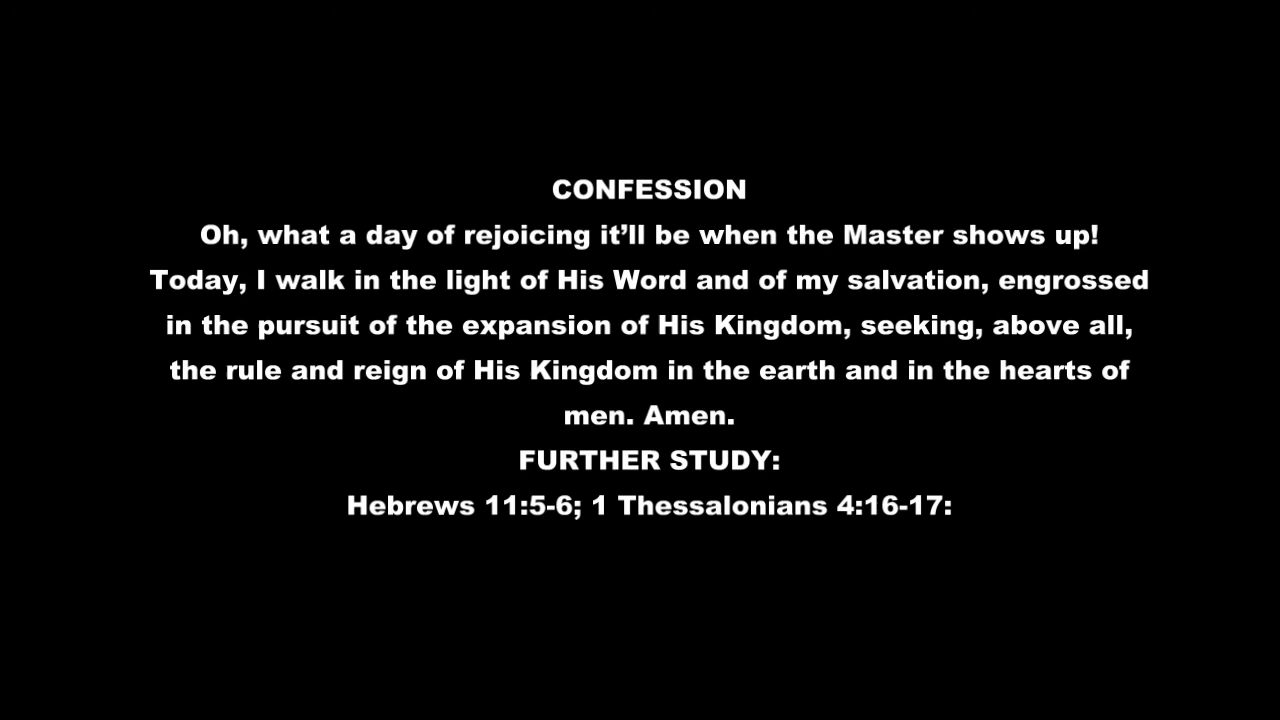 CONFESSION
Oh, what a day of rejoicing it’ll be when the Master shows up!
Today, I walk in the light of His Word and of my salvation, engrossed
in the pursuit of the expansion of His Kingdom, seeking, above all,
the rule and reign of His Kingdom in the earth and in the hearts of
men. Amen.
FURTHER STUDY:
Hebrews 11:5-6; 1 Thessalonians 4:16-17: